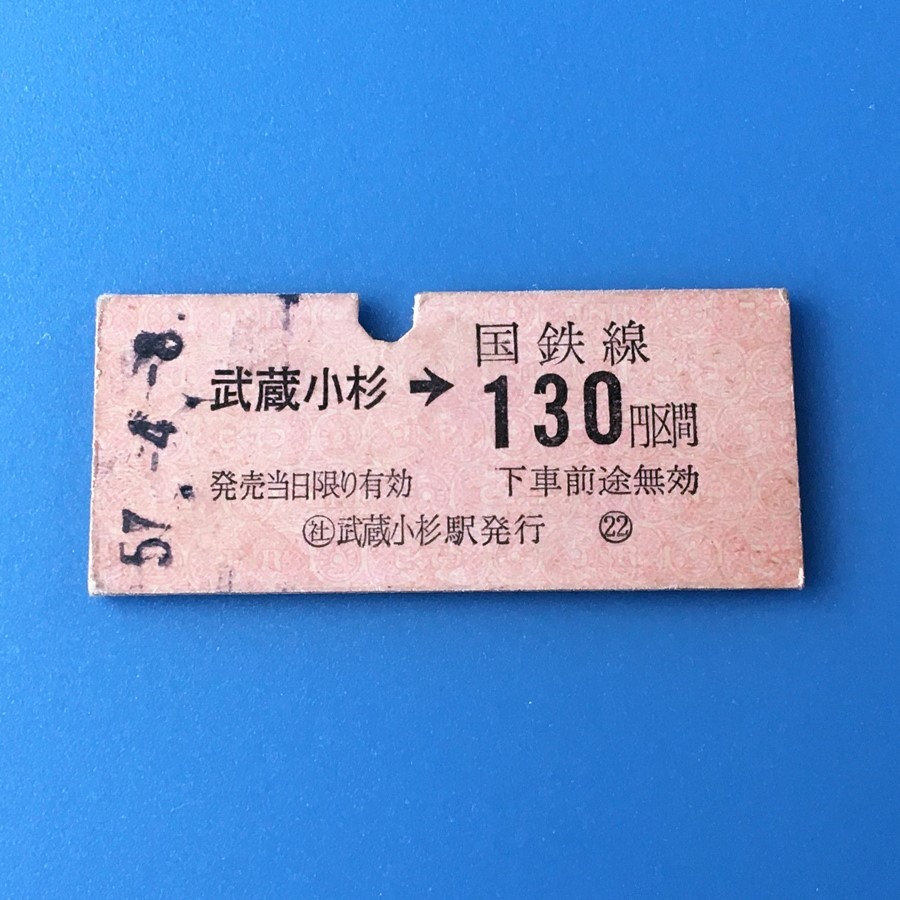 57.-4.-8.
武蔵小杉➔
国鉄線
130円区間
発売当日限り有効
下車前途無効
㊓武蔵小杉駅発行 ㉒